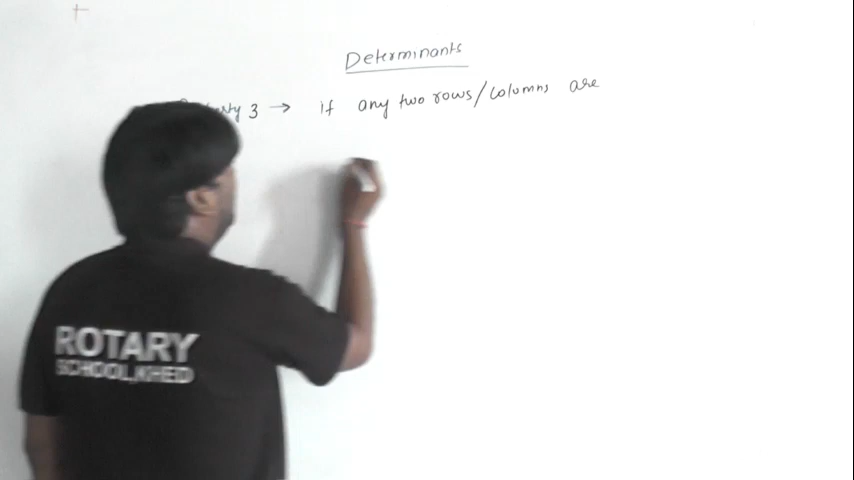 Determinants
3 → If any two rows/columns are
ROTARY
SCHOOL,KHED